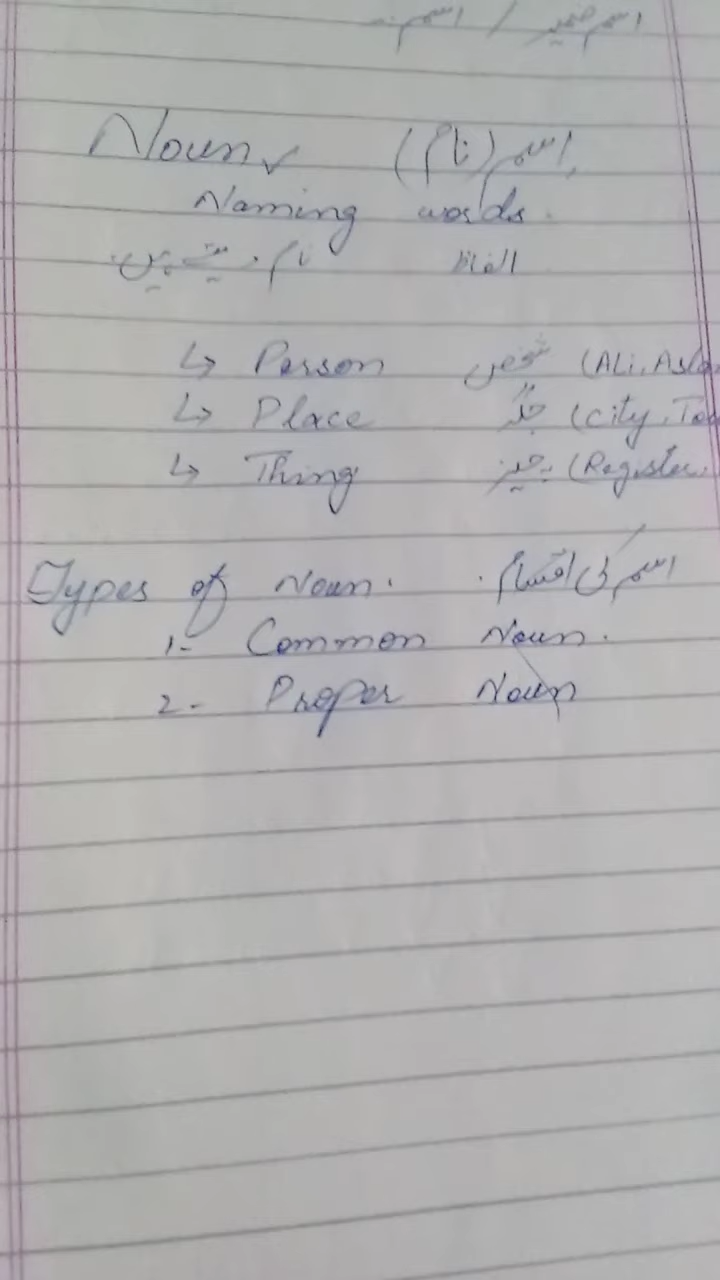 اسم ضمیر / اسم
Noun ✓ اسم (نام)
Naming words.
نام الفاظ
↳ Person شخص (Ali, Asla
↳ Place جگہ (City, To
↳ Thing چیز (Register,
Types of Noun. اسم کی اقسام.
1- Common Noun.
2- Proper Noun